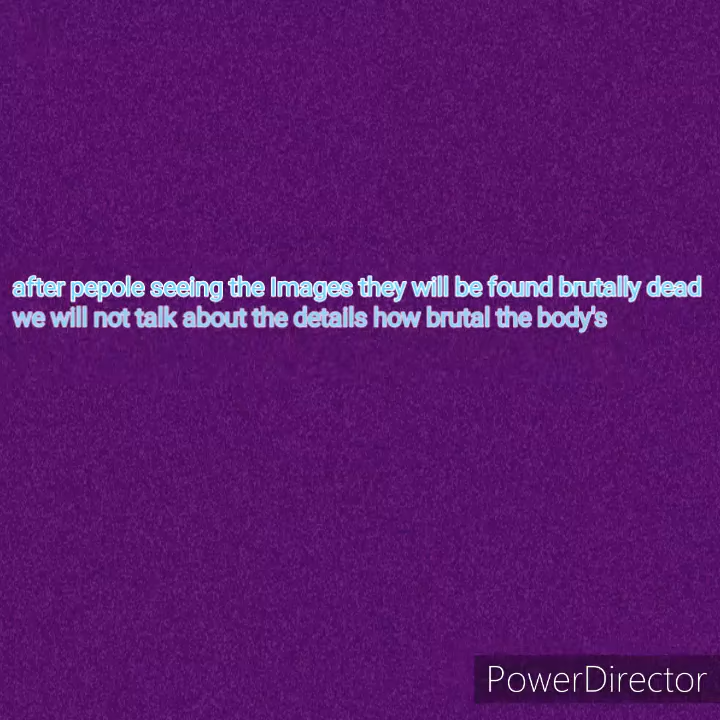 after pepole seeing the Images they will be found brutally dead
we will not talk about the details how brutal the body's
PowerDirector